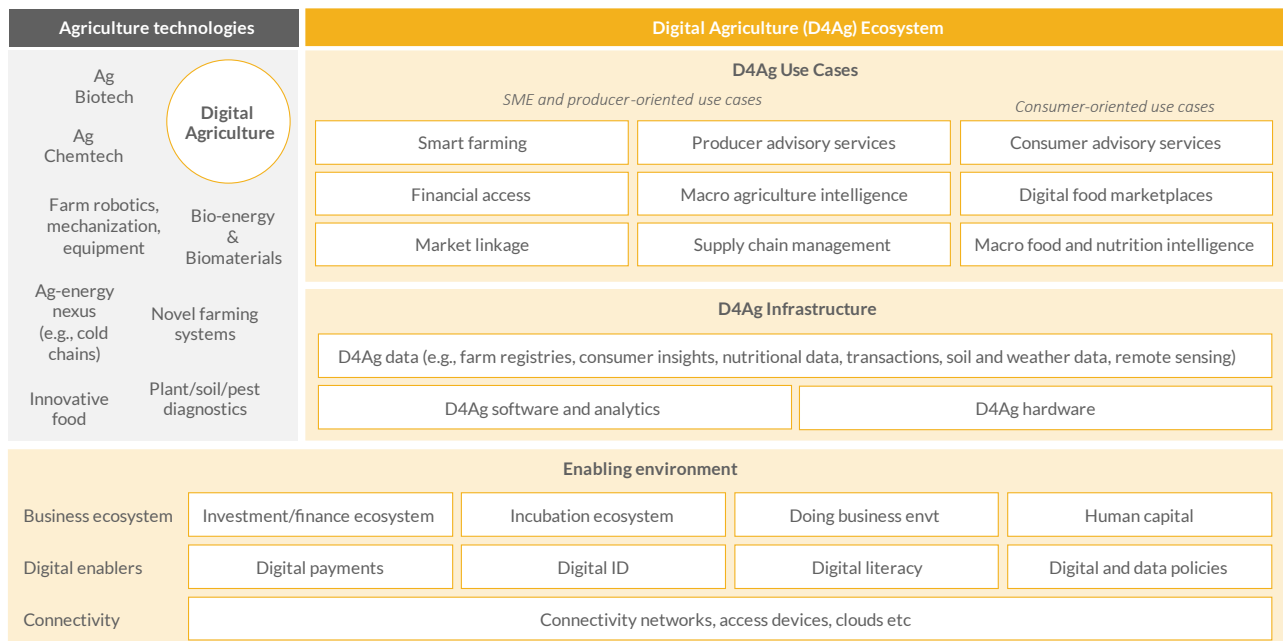 Agriculture technologies
Ag
Biotech
Digital
Agriculture
Ag
Chemtech
Farm robotics,
mechanization,
equipment
Bio-energy
&
Biomaterials
Ag-energy
nexus
(e.g., cold
chains)
Novel farming
systems
Innovative
food
Plant/soil/pest
diagnostics
Digital Agriculture (D4Ag) Ecosystem
D4Ag Use Cases
SME and producer-oriented use cases
Consumer-oriented use cases
Smart farming
Producer advisory services
Consumer advisory services
Financial access
Macro agriculture intelligence
Digital food marketplaces
Market linkage
Supply chain management
Macro food and nutrition intelligence
D4Ag Infrastructure
D4Ag data (e.g., farm registries, consumer insights, nutritional data, transactions, soil and weather data, remote sensing)
D4Ag software and analytics
D4Ag hardware
Enabling environment
Business ecosystem
Investment/finance ecosystem
Incubation ecosystem
Doing business envt
Human capital
Digital enablers
Digital payments
Digital ID
Digital literacy
Digital and data policies
Connectivity
Connectivity networks, access devices, clouds etc